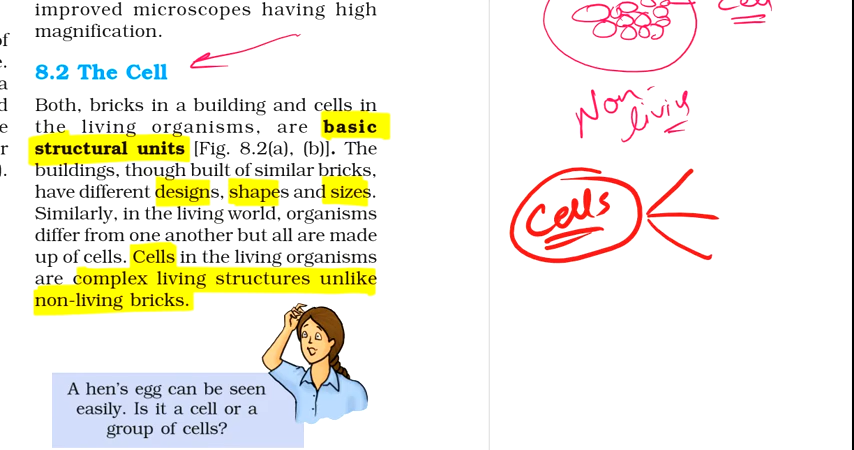 improved microscopes having high
magnification.
8.2 The Cell
Both, bricks in a building and cells in
the living organisms, are basic
structural units [Fig. 8.2(a), (b)]. The
buildings, though built of similar bricks,
have different designs, shapes and sizes.
Similarly, in the living world, organisms
differ from one another but all are made
up of cells. Cells in the living organisms
are complex living structures unlike
non-living bricks.
A hen's egg can be seen
easily. Is it a cell or a
group of cells?
of
e.
a
d
e
r
).
Non-
living
Cells